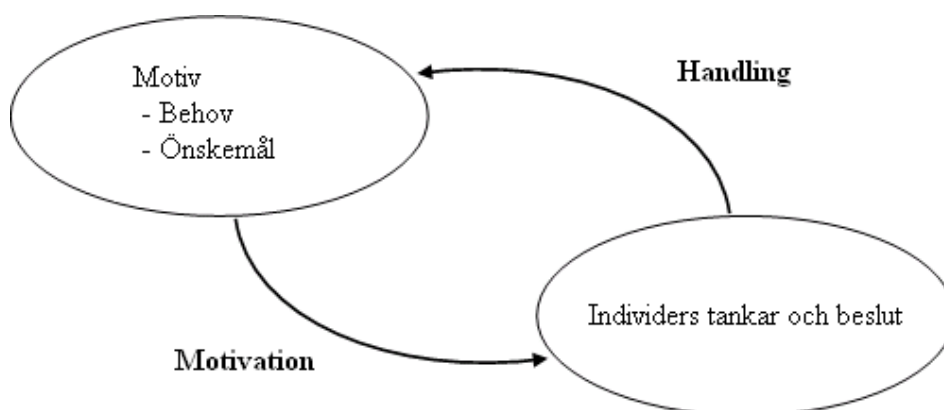 Motiv
- Behov
- Önskemål
Handling
Individers tankar och beslut
Motivation